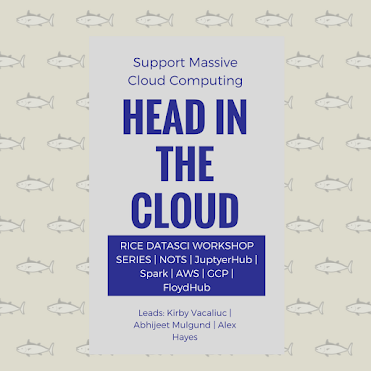 Support Massive
Cloud Computing
HEAD IN
THE
CLOUD
RICE DATASCI WORKSHOP
SERIES | NOTS | JuptyerHub |
Spark | AWS | GCP |
FloydHub
Leads: Kirby Vacaliuc |
Abhijeet Mulgund | Alex
Hayes